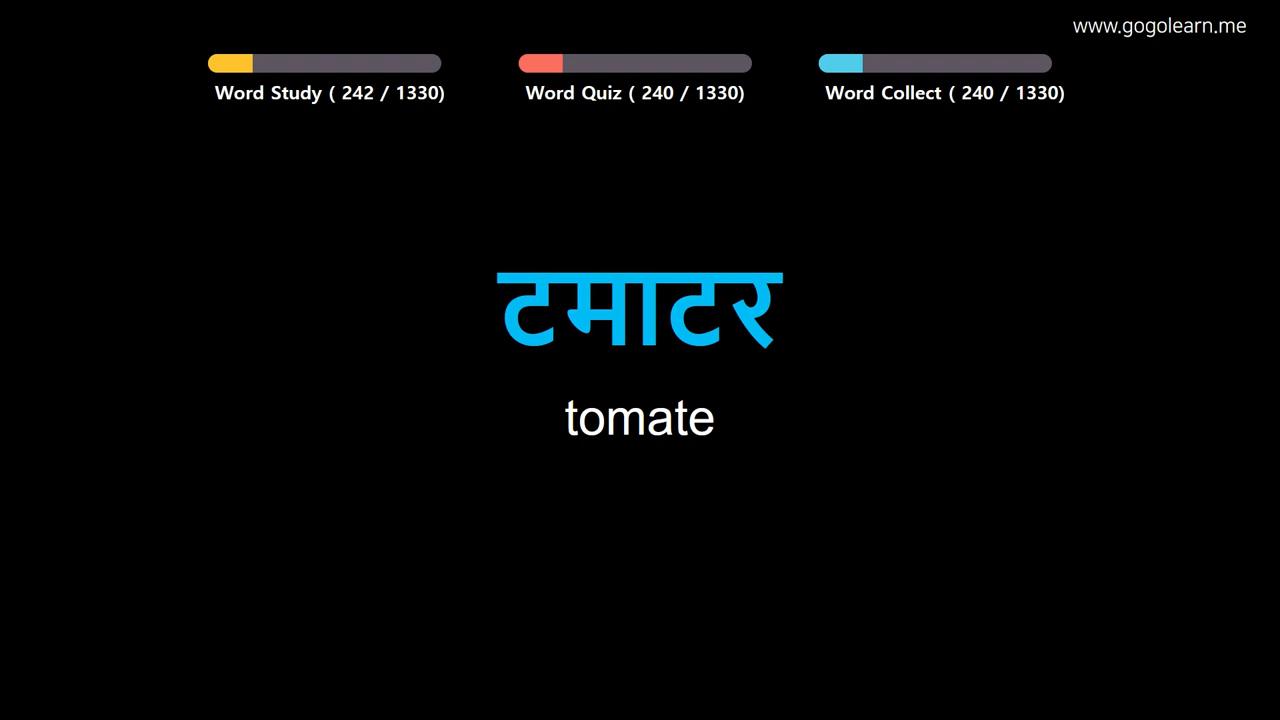 www.gogolearn.me
Word Study ( 242 / 1330)
Word Quiz ( 240 / 1330)
Word Collect ( 240 / 1330)
टमाटर
tomate